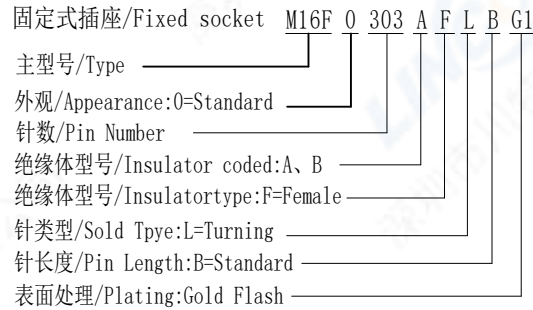 固定式插座/Fixed socket M16F 0 303 A F L B G1
主型号/Type
外观/Appearance:0=Standard
针数/Pin Number
绝缘体型号/Insulator coded:A、B
绝缘体型号/Insulatortype:F=Female
针类型/Sold Tpye:L=Turning
针长度/Pin Length:B=Standard
表面处理/Plating:Gold Flash